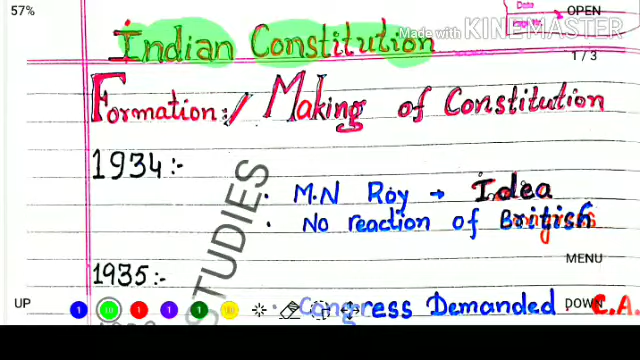 57%
Data
OPEN
Made with KINEMASTER
Indian Constitution
1 / 3
Formation:/ Making of Constitution
1934:-
· M.N Roy → Idea
· No reaction of British
MENU
STUDIES
1935:-
UP
· Congress Demanded C.A.
DOWN